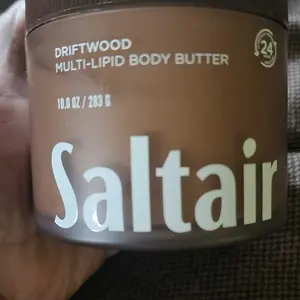 DRIFTWOOD
MULTI-LIPID BODY BUTTER
24
10.0 OZ / 283 G
Saltair